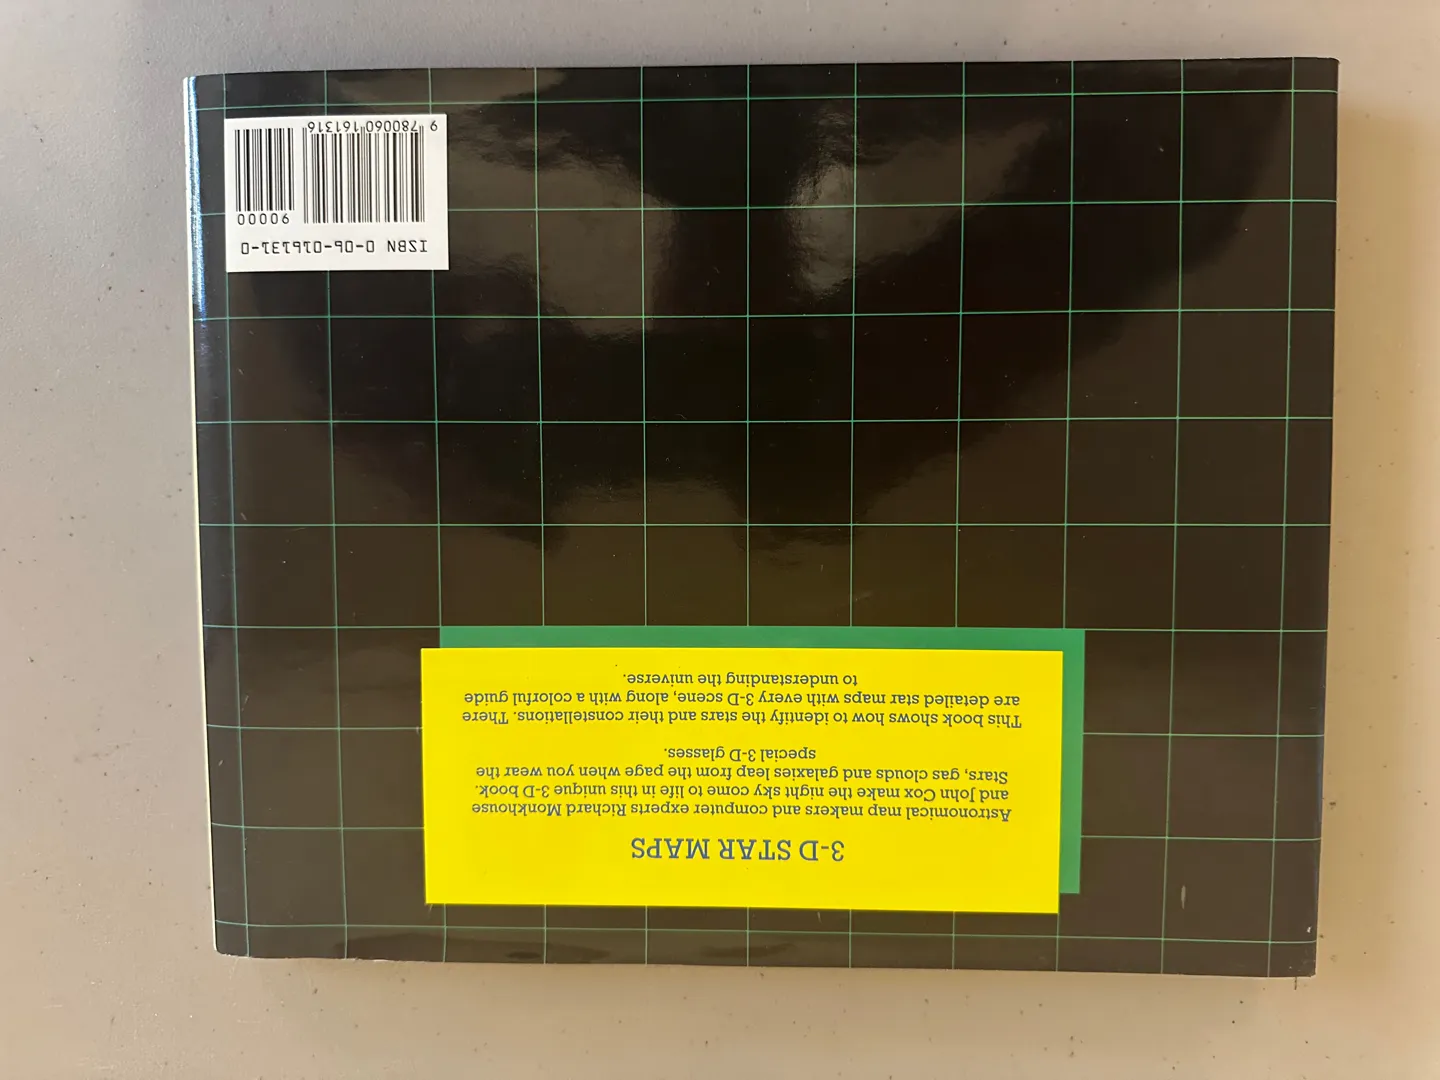 3-D STAR MAPS
Astronomical map makers and computer experts Richard Monkhouse
and John Cox make the night sky come to life in this unique 3-D book.
Stars, gas clouds and galaxies leap from the page when you wear the
special 3-D glasses.
This book shows how to identify the stars and their constellations. There
are detailed star maps with every 3-D scene, along with a colorful guide
to understanding the universe.
ISBN 0-06-016131-0
90000
9 780060 161316